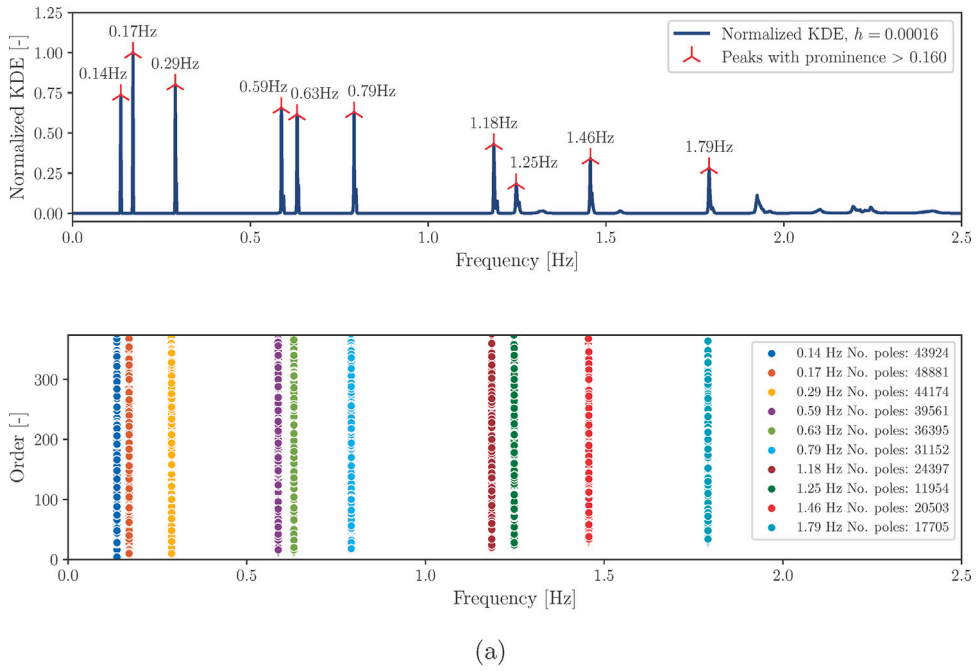 1.25
1.00
0.75
0.50
0.25
0.00
Normalized KDE [-]
0.14Hz
0.17Hz
0.29Hz
0.59Hz
0.63Hz
0.79Hz
1.18Hz
1.25Hz
1.46Hz
1.79Hz
Normalized KDE, h = 0.00016
Peaks with prominence > 0.160
0.0 0.5 1.0 1.5 2.0 2.5
Frequency [Hz]
300
200
100
0
Order [-]
0.14 Hz No. poles: 43924
0.17 Hz No. poles: 48881
0.29 Hz No. poles: 44174
0.59 Hz No. poles: 39561
0.63 Hz No. poles: 36395
0.79 Hz No. poles: 31152
1.18 Hz No. poles: 24397
1.25 Hz No. poles: 11954
1.46 Hz No. poles: 20503
1.79 Hz No. poles: 17705
0.0 0.5 1.0 1.5 2.0 2.5
Frequency [Hz]
(a)